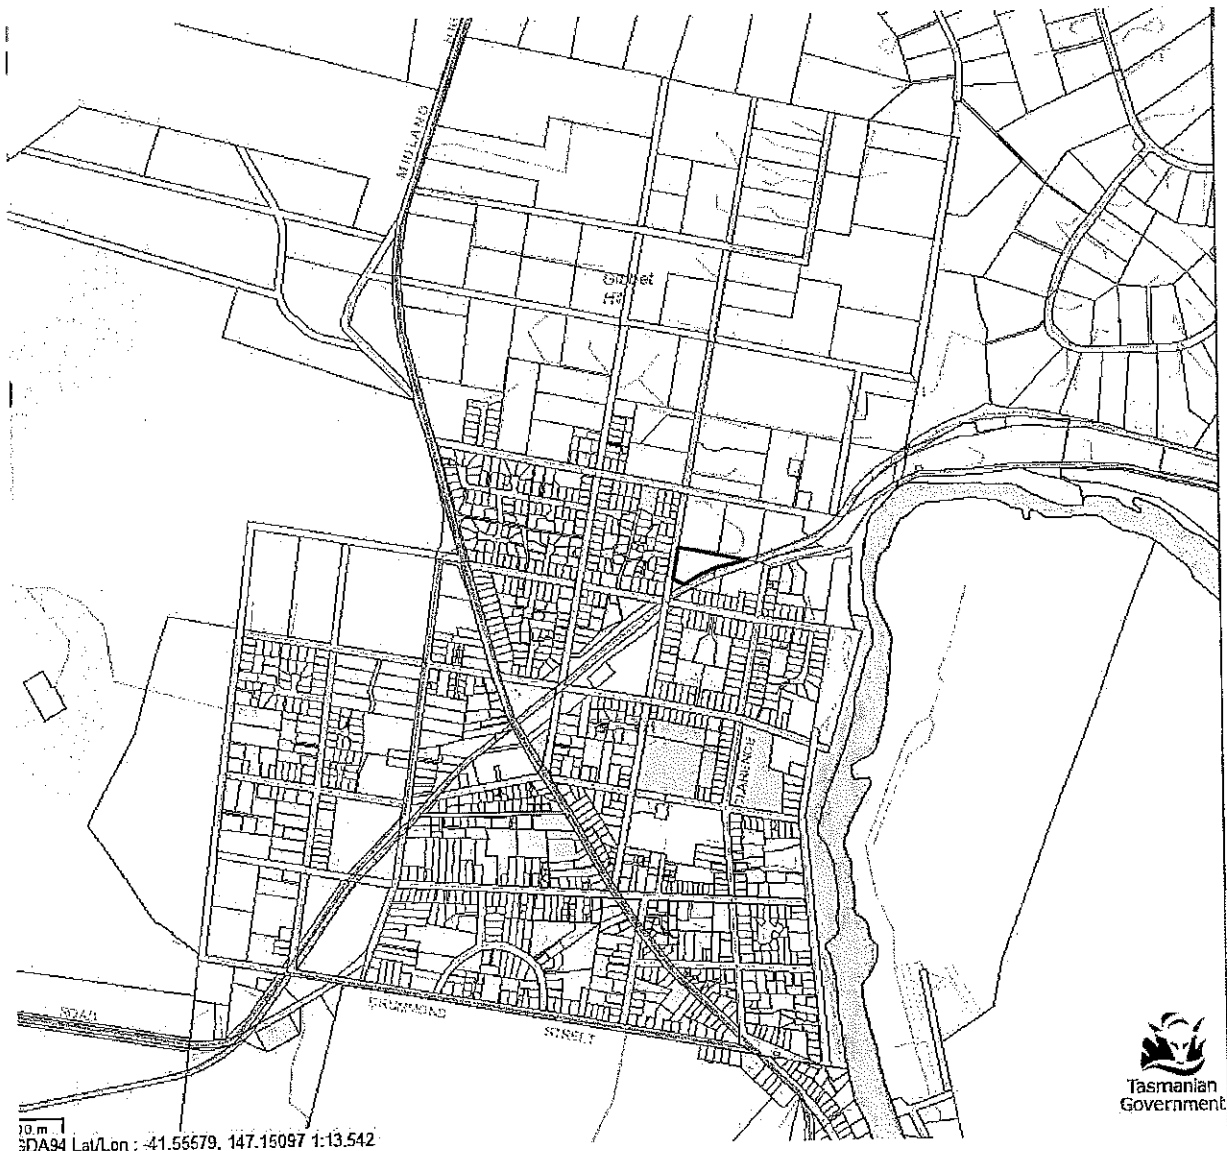 MIDLAND
Gibbet
Hill
CLARENCE
ROAD
DRUMMOND
STREET
Tasmanian
Government
GDA94 Lat/Lon : -41.55579, 147.15097 1:13,542